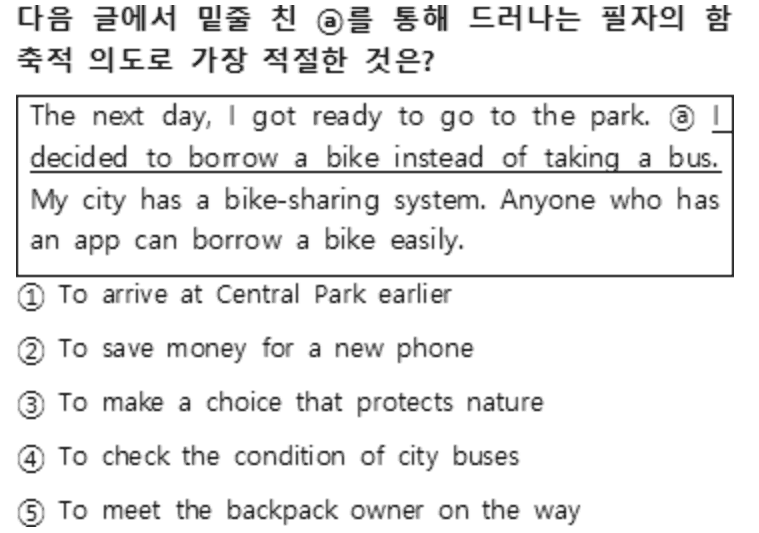 다음 글에서 밑줄 친 ⓐ를 통해 드러나는 필자의 함
축적 의도로 가장 적절한 것은?
The next day, I got ready to go to the park. ⓐ I
decided to borrow a bike instead of taking a bus.
My city has a bike-sharing system. Anyone who has
an app can borrow a bike easily.
① To arrive at Central Park earlier
② To save money for a new phone
③ To make a choice that protects nature
④ To check the condition of city buses
⑤ To meet the backpack owner on the way